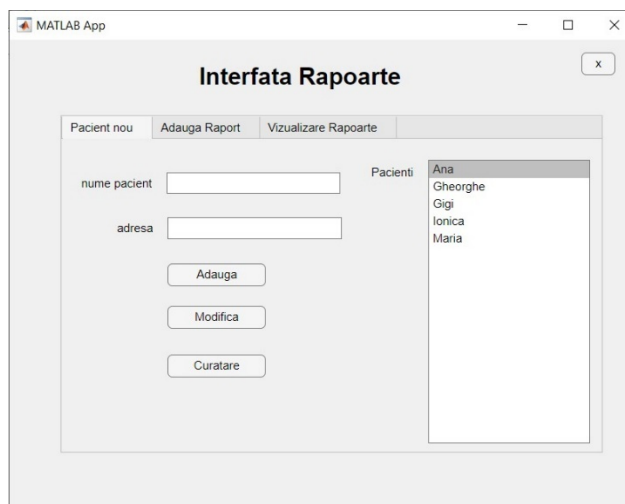 MATLAB App
x
Interfata Rapoarte
Pacient nou Adauga Raport Vizualizare Rapoarte
nume pacient
adresa
Adauga
Modifica
Curatare
Pacienti
Ana
Gheorghe
Gigi
Ionica
Maria